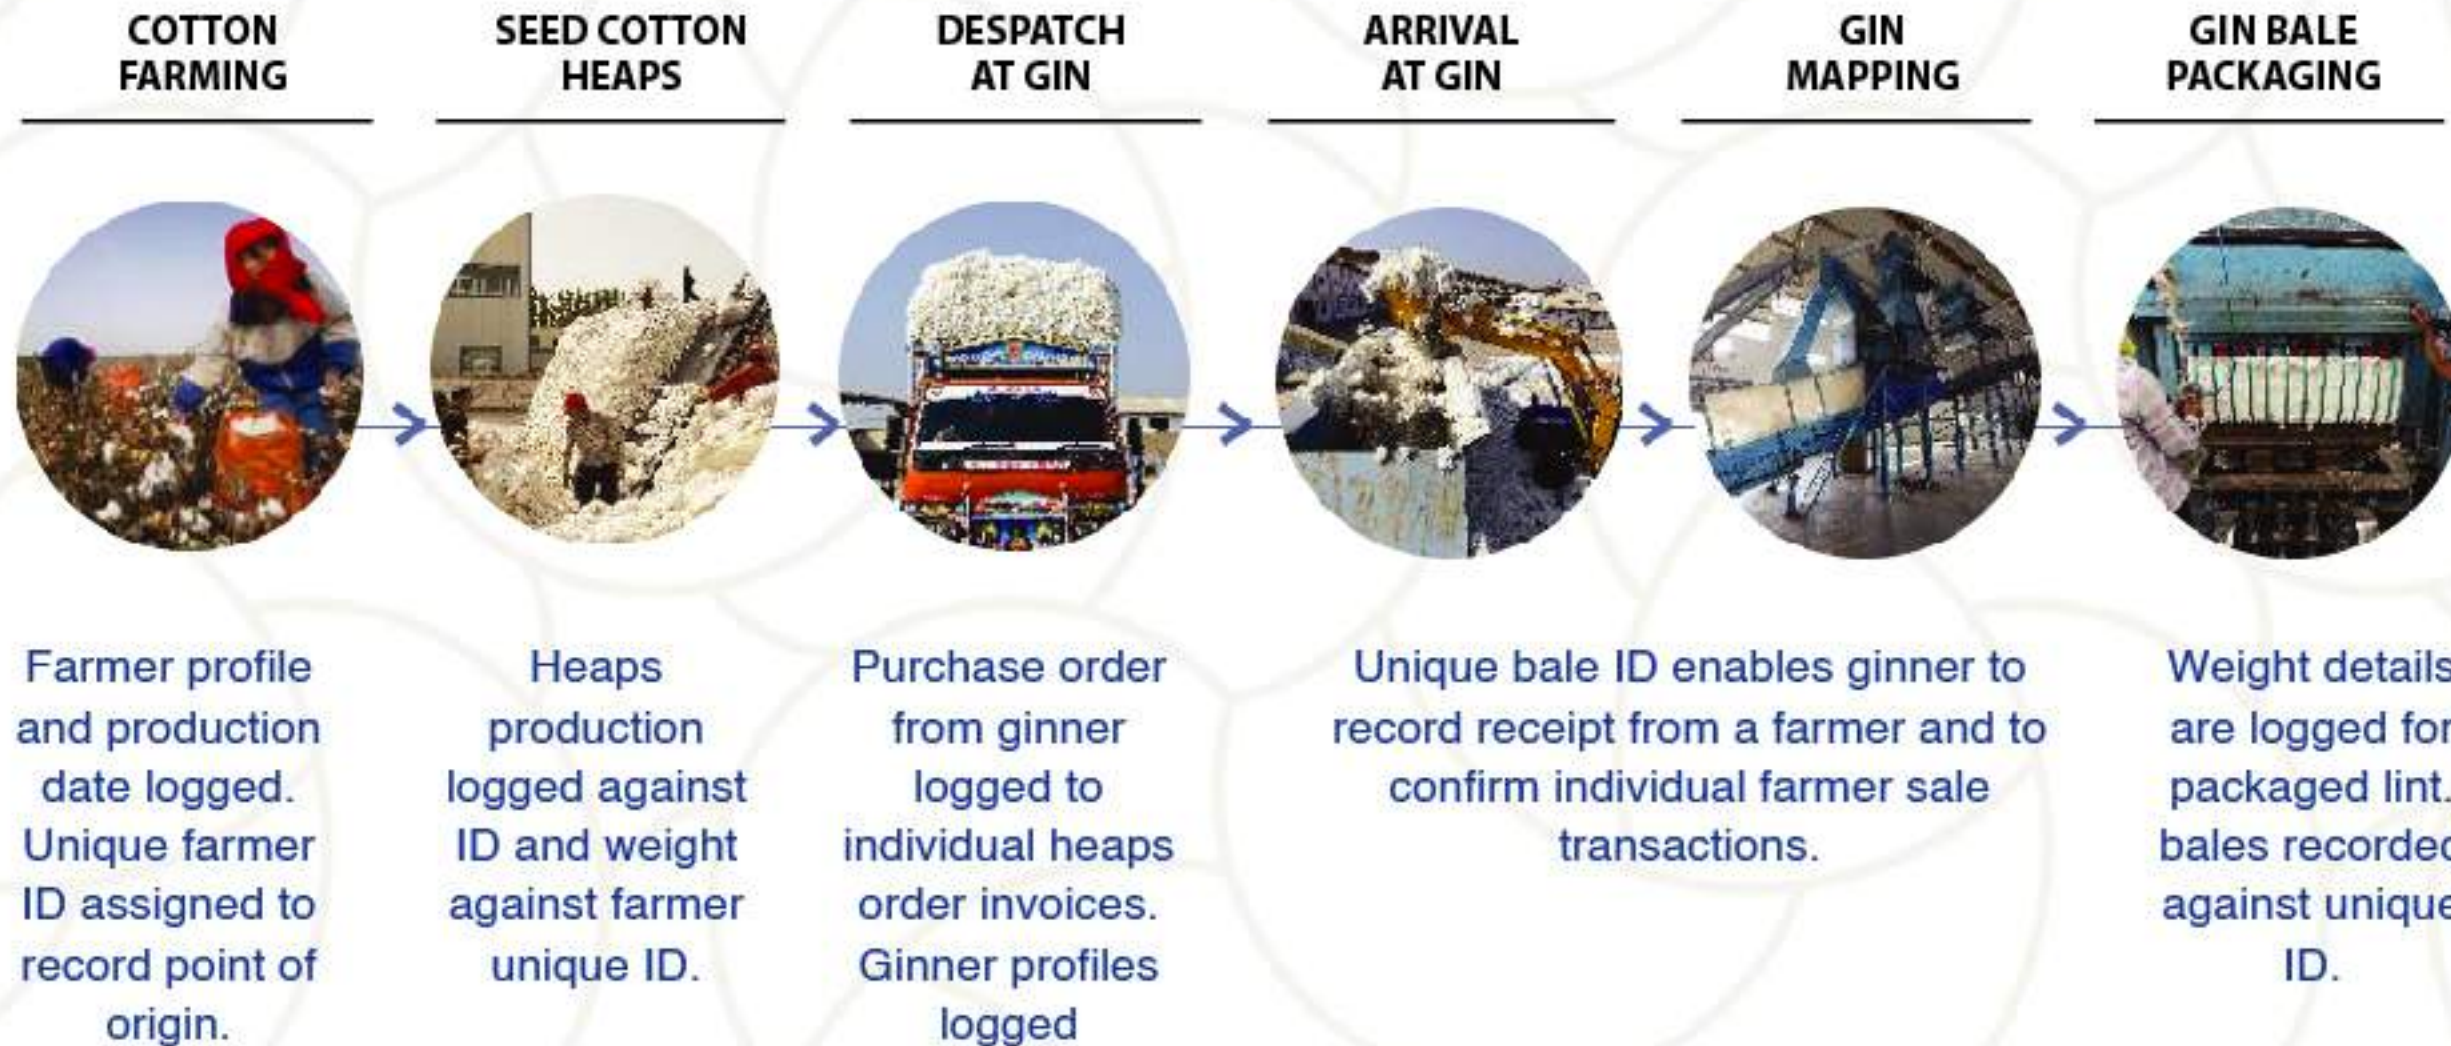 COTTON
FARMING
SEED COTTON
HEAPS
DESPATCH
AT GIN
ARRIVAL
AT GIN
GIN
MAPPING
GIN BALE
PACKAGING
Farmer profile
and production
date logged.
Unique farmer
ID assigned to
record point of
origin.
Heaps
production
logged against
ID and weight
against farmer
unique ID.
Purchase order
from ginner
logged to
individual heaps
order invoices.
Ginner profiles
logged
Unique bale ID enables ginner to
record receipt from a farmer and to
confirm individual farmer sale
transactions.
Weight details
are logged for
packaged lint.
bales recorded
against unique
ID.